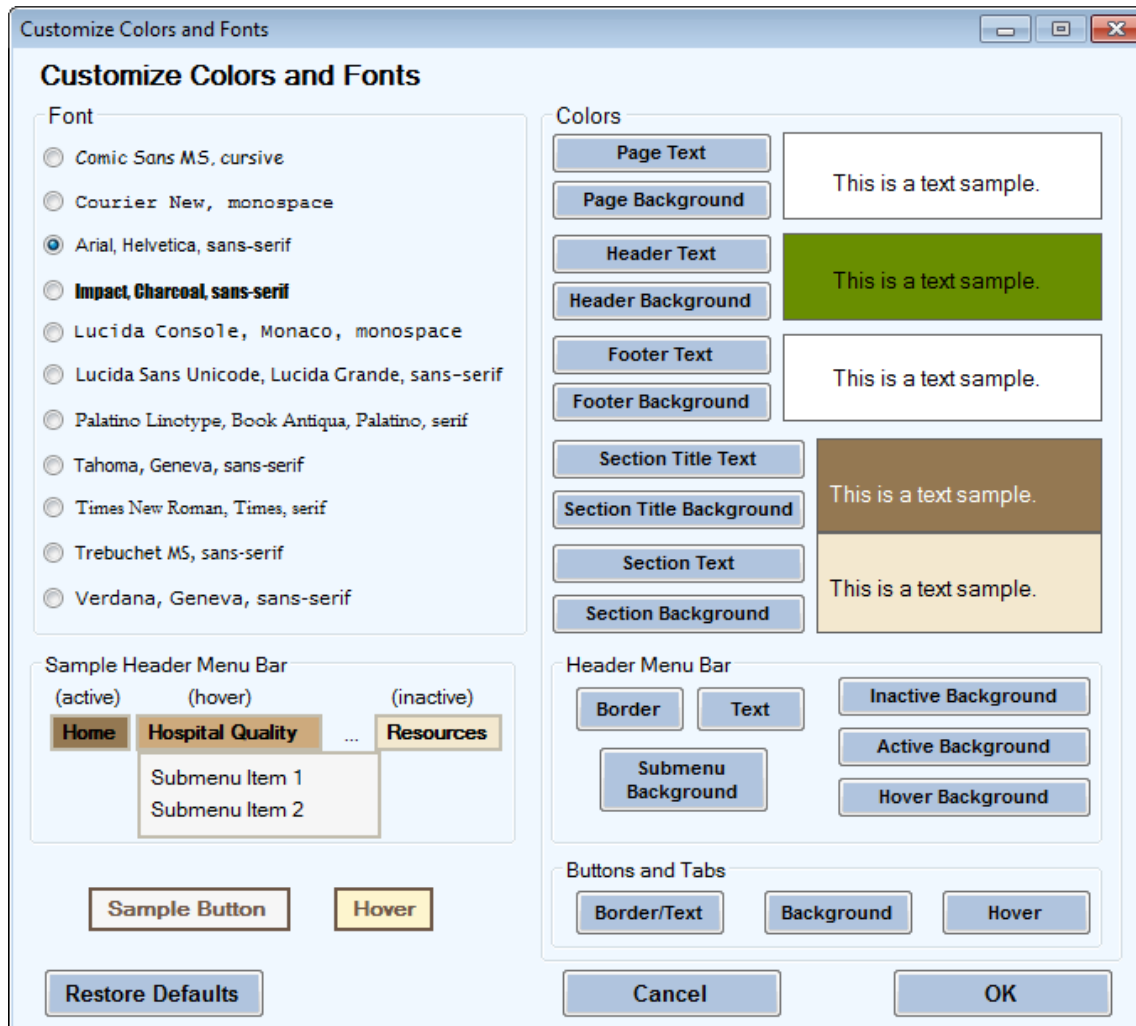 Customize Colors and Fonts
Customize Colors and Fonts
Font
Comic Sans MS, cursive
Courier New, monospace
Arial, Helvetica, sans-serif
Impact, Charcoal, sans-serif
Lucida Console, Monaco, monospace
Lucida Sans Unicode, Lucida Grande, sans-serif
Palatino Linotype, Book Antiqua, Palatino, serif
Tahoma, Geneva, sans-serif
Times New Roman, Times, serif
Trebuchet MS, sans-serif
Verdana, Geneva, sans-serif
Colors
Page Text
Page Background
This is a text sample.
Header Text
Header Background
This is a text sample.
Footer Text
Footer Background
This is a text sample.
Section Title Text
Section Title Background
This is a text sample.
Section Text
Section Background
This is a text sample.
Sample Header Menu Bar
(active) (hover) (inactive)
Home Hospital Quality ... Resources
Submenu Item 1
Submenu Item 2
Header Menu Bar
Border Text
Submenu
Background
Inactive Background
Active Background
Hover Background
Sample Button Hover
Buttons and Tabs
Border/Text Background Hover
Restore Defaults Cancel OK